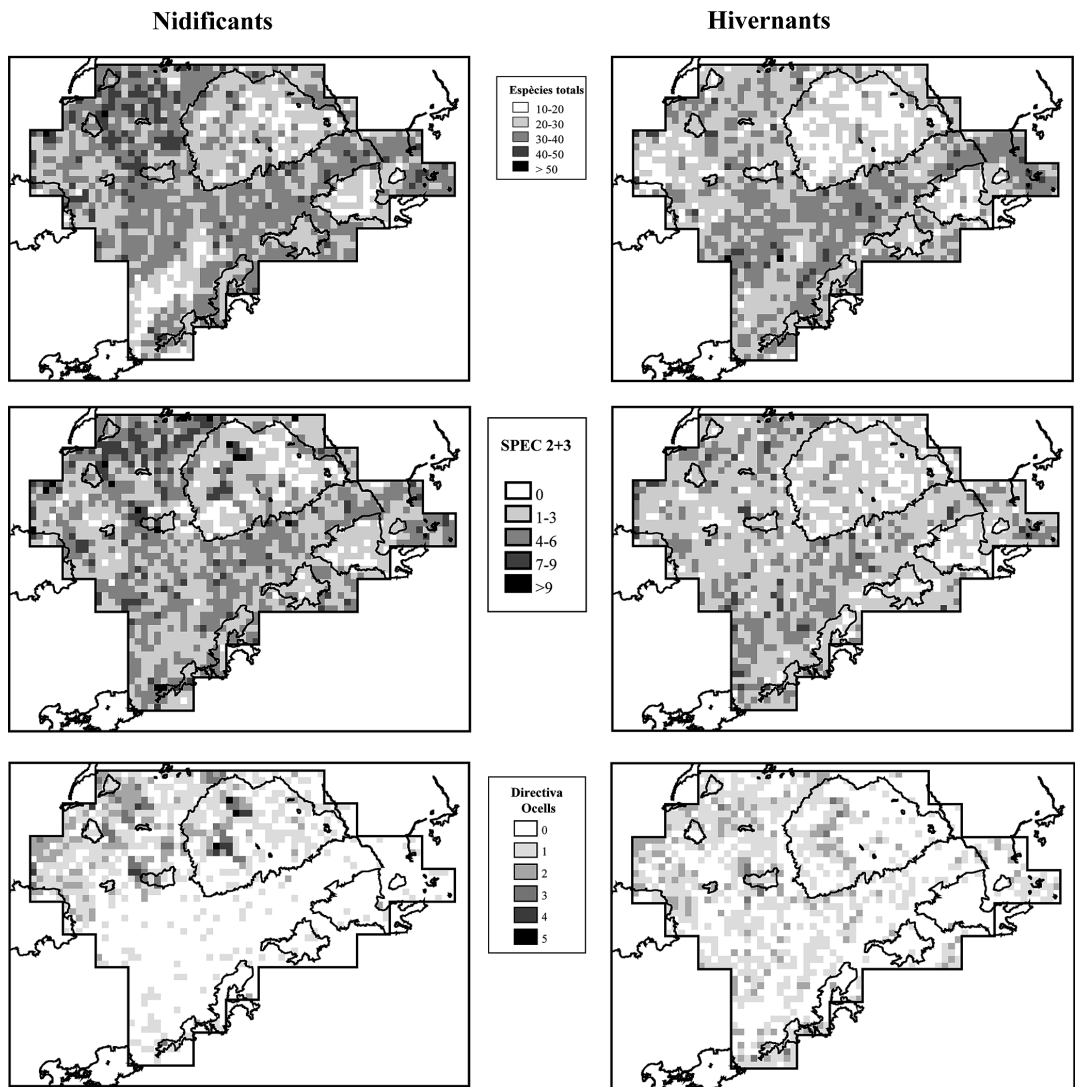 Nidificants
Hivernants
Espècies totals
10-20
20-30
30-40
40-50
> 50
SPEC 2+3
0
1-3
4-6
7-9
>9
Directiva
Ocells
0
1
2
3
4
5